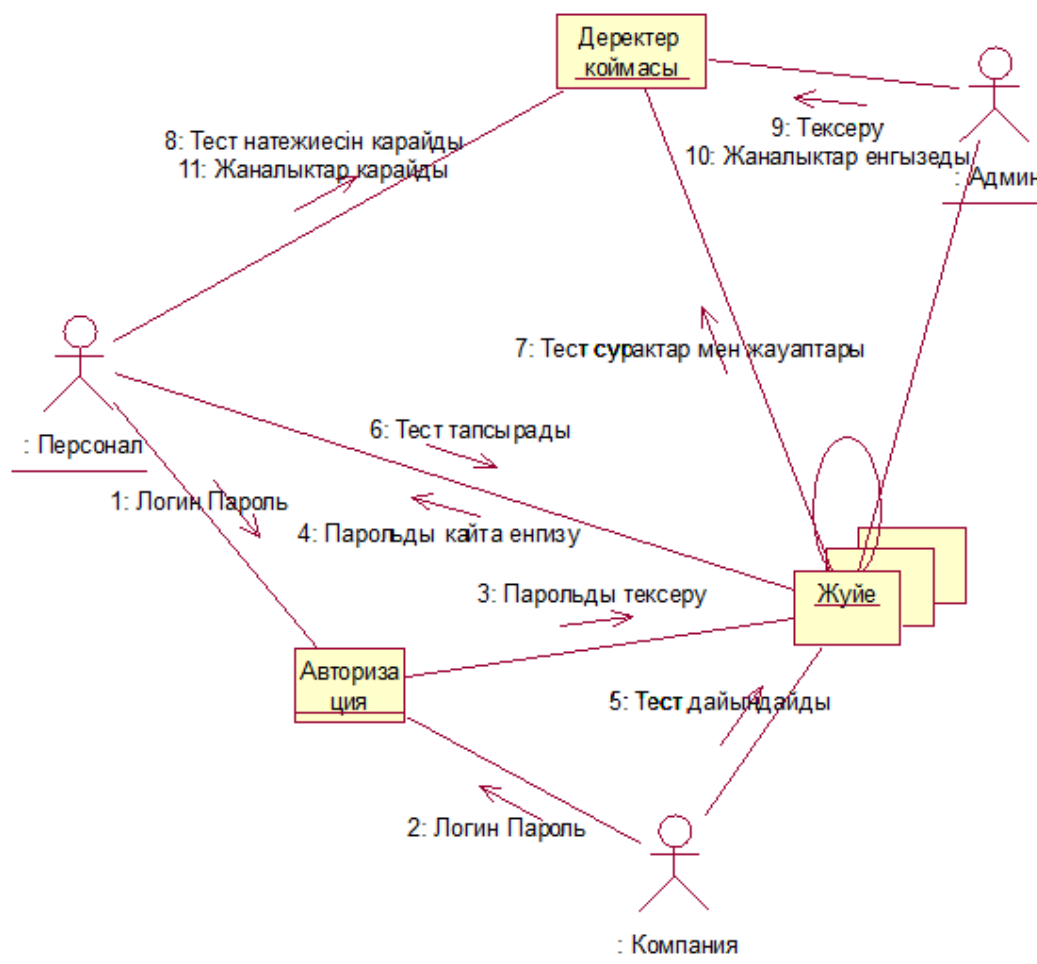 Деректер
коймасы
8: Тест натежиесін карайды
11: Жаналыктар карайды
9: Тексеру
10: Жаналыктар енгызеды
: Админ
7: Тест сурактар мен жауаптары
6: Тест тапсырады
: Персонал
1: Логин Пароль
4: Парольды кайта енгизу
3: Парольды тексеру
Жуйе
Авториза
ция
5: Тест дайындайды
2: Логин Пароль
: Компания